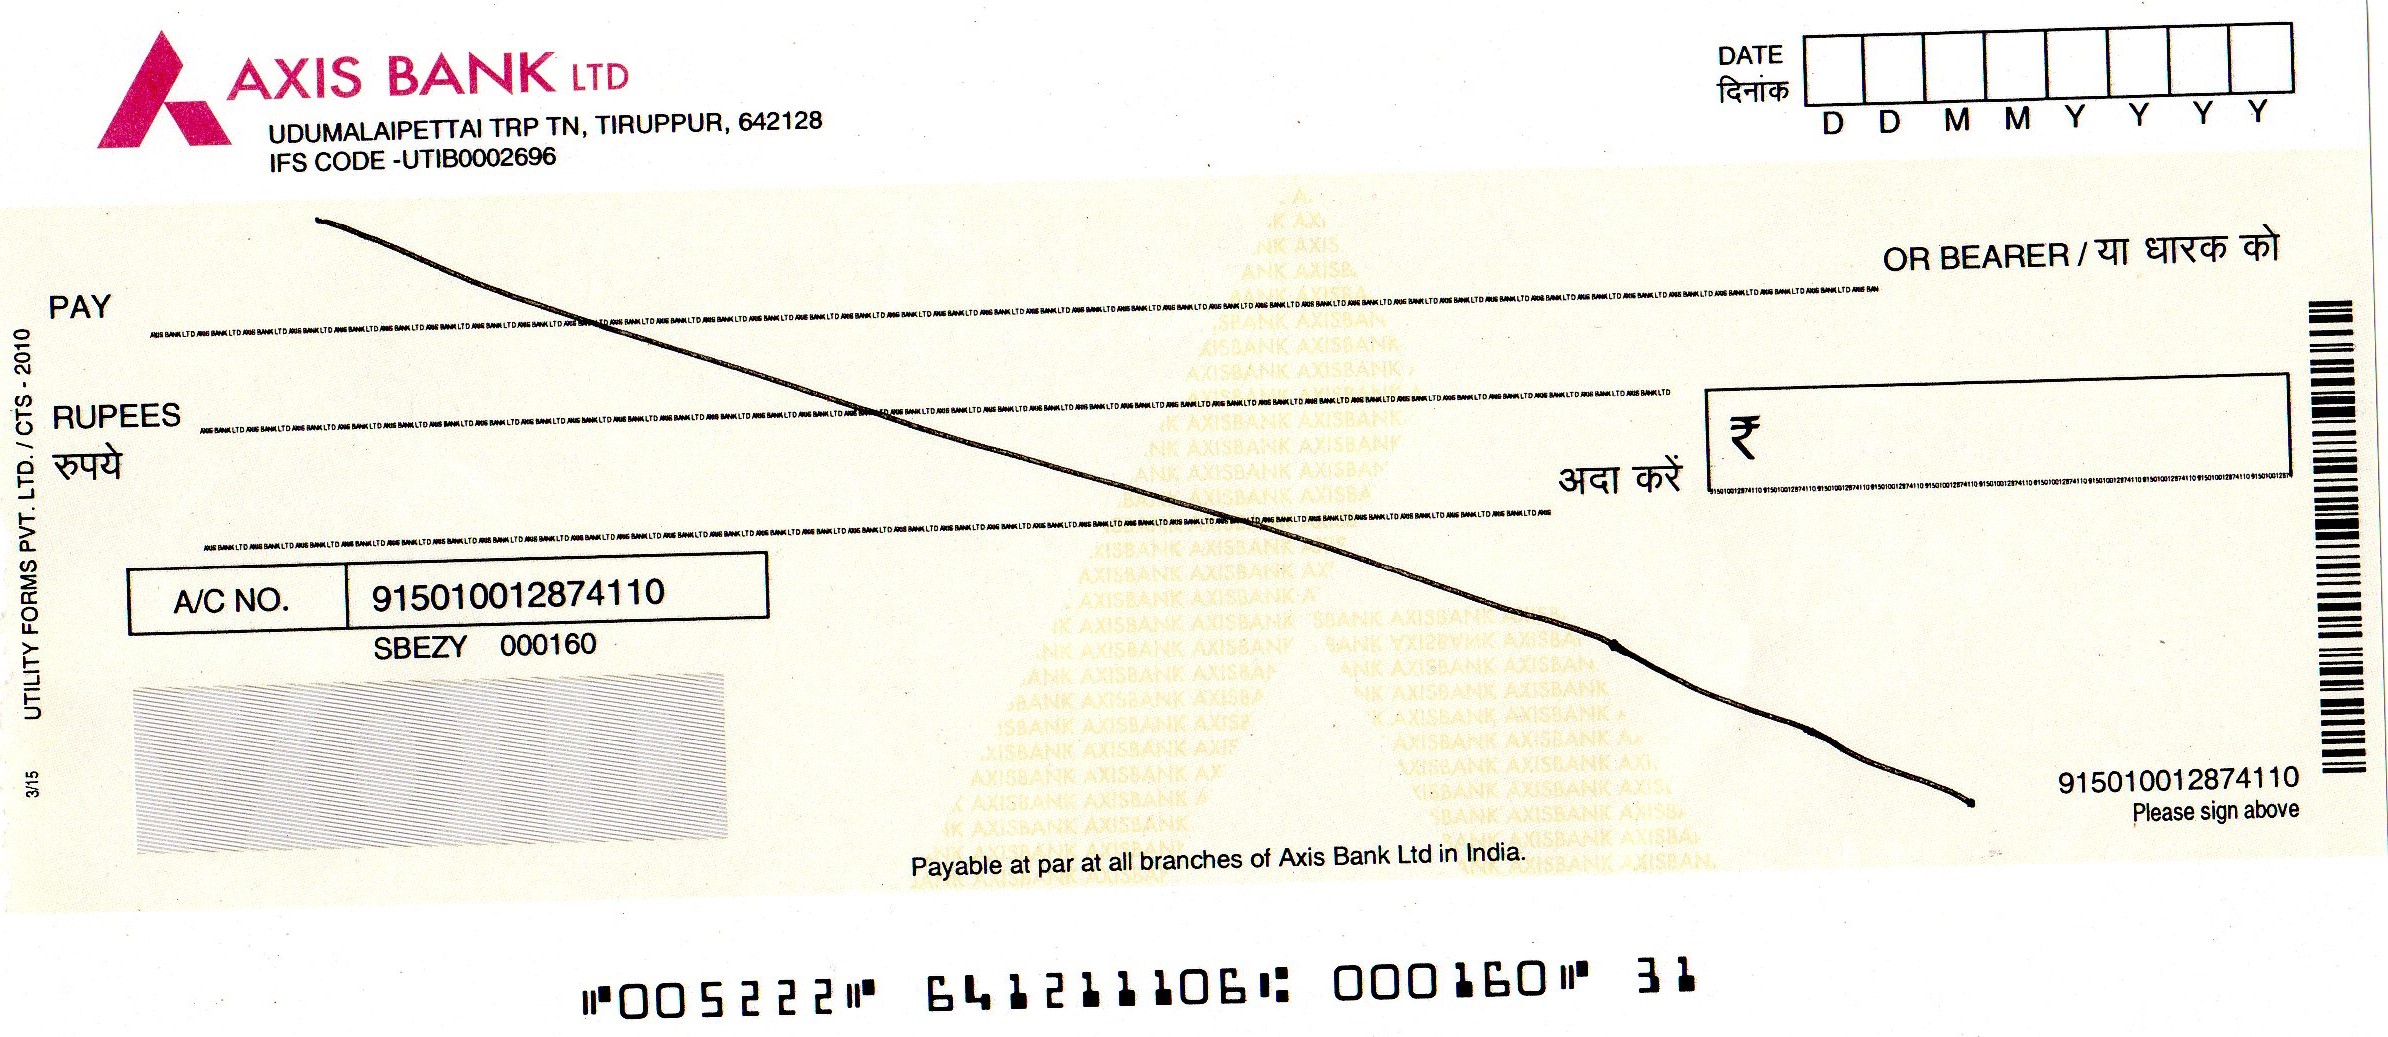 AXIS BANK LTD
UDUMALAIPETTAI TRP TN, TIRUPPUR, 642128
IFS CODE -UTIB0002696
DATE
दिनांक
D D M M Y Y Y Y
OR BEARER / या धारक को
PAY
RUPEES
रुपये
अदा करें
₹
A/C NO. 915010012874110
SBEZY 000160
UTILITY FORMS PVT. LTD. / CTS - 2010
3/15
915010012874110
Please sign above
Payable at par at all branches of Axis Bank Ltd in India.
⑈005222⑈ 641211106⑆ 000160⑈ 31